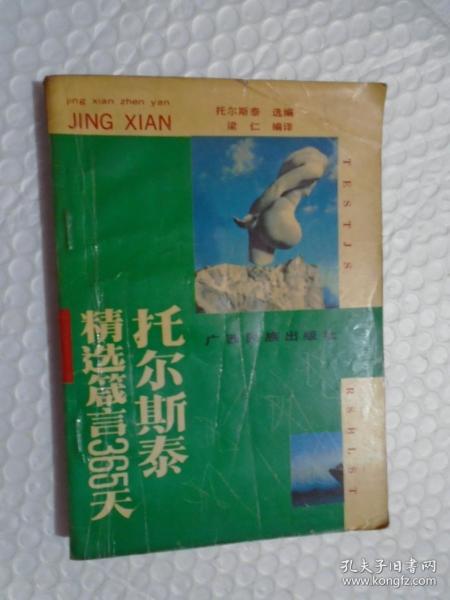 jing xian zhen yan
JING XIAN
托尔斯泰 选编
梁仁 编译
TESTJS
广西民族出版社
托尔斯泰
精选箴言365天
RSHLST
孔夫子旧书网
www.kongfz.com